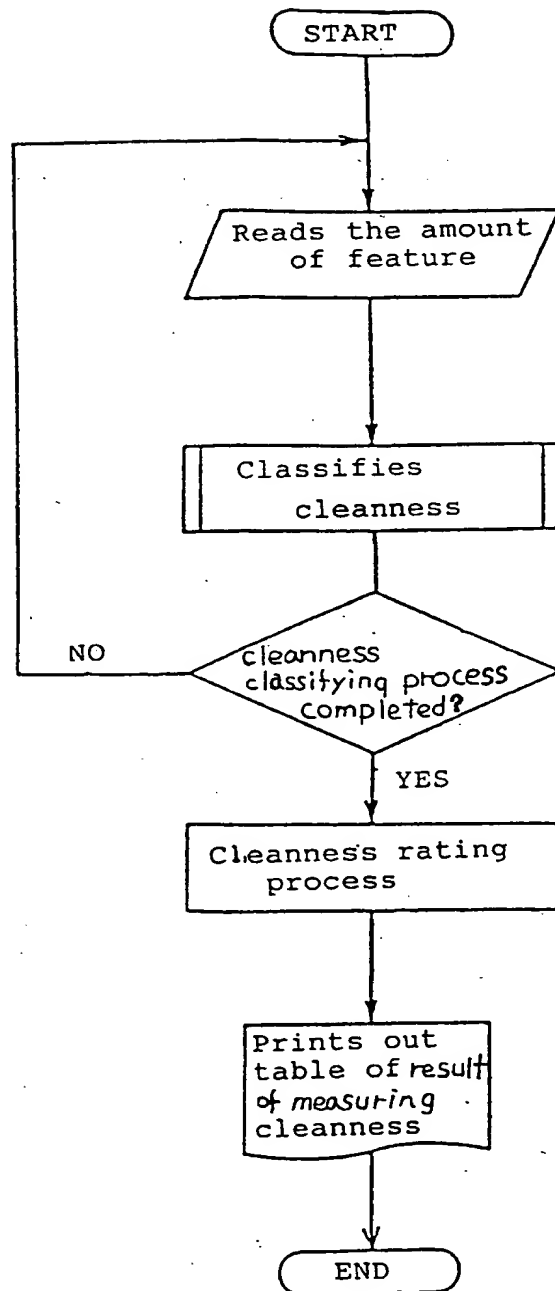 START
Reads the amount
of feature
Classifies
cleanness
NO
cleanness
classifying process
completed?
YES
Cleanness rating
process
Prints out
table of result
of measuring
cleanness
END